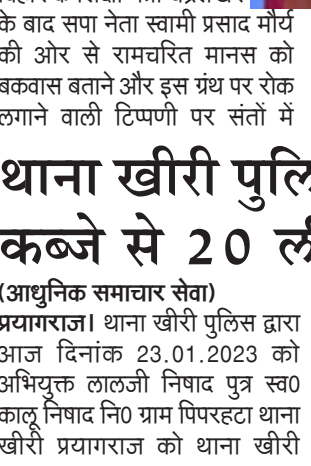 के बाद सपा नेता स्वामी प्रसाद मौर्य
की ओर से रामचरित मानस को
बकवास बताने और इस ग्रंथ पर रोक
लगाने वाली टिप्पणी पर संतों में
थाना खीरी
कब्जे से 20
(आधुनिक समाचार सेवा)
प्रयागराज। थाना खीरी पुलिस द्वारा
आज दिनांक 23.01.2023 को
अभियुक्त लालजी निषाद पुत्र स्व0
कालू निषाद नि0 ग्राम पिपरहटा थाना
खीरी प्रयागराज को थाना खीरी